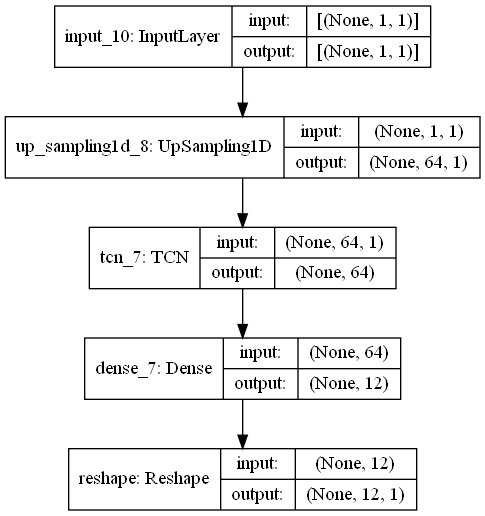 input_10: InputLayer
input:
[(None, 1, 1)]
output:
[(None, 1, 1)]
up_sampling1d_8: UpSampling1D
input:
(None, 1, 1)
output:
(None, 64, 1)
tcn_7: TCN
input:
(None, 64, 1)
output:
(None, 64)
dense_7: Dense
input:
(None, 64)
output:
(None, 12)
reshape: Reshape
input:
(None, 12)
output:
(None, 12, 1)